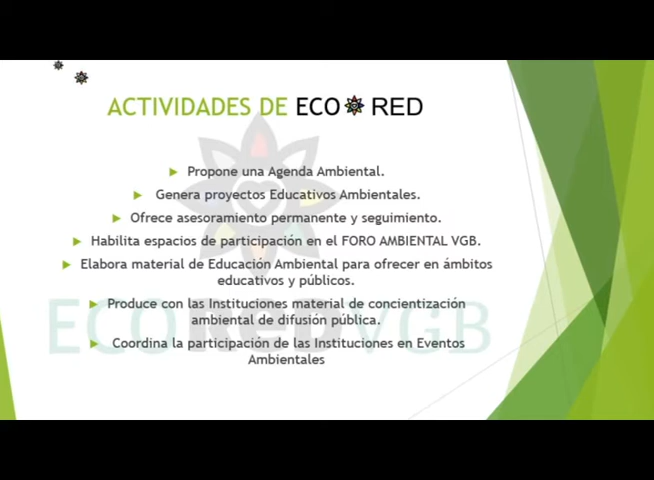 ACTIVIDADES DE ECO RED
Propone una Agenda Ambiental.
Genera proyectos Educativos Ambientales.
Ofrece asesoramiento permanente y seguimiento.
Habilita espacios de participación en el FORO AMBIENTAL VGB.
Elabora material de Educación Ambiental para ofrecer en ámbitos
educativos y públicos.
Produce con las Instituciones material de concientización
ambiental de difusión pública.
ECORedVGB
Coordina la participación de las Instituciones en Eventos
Ambientales